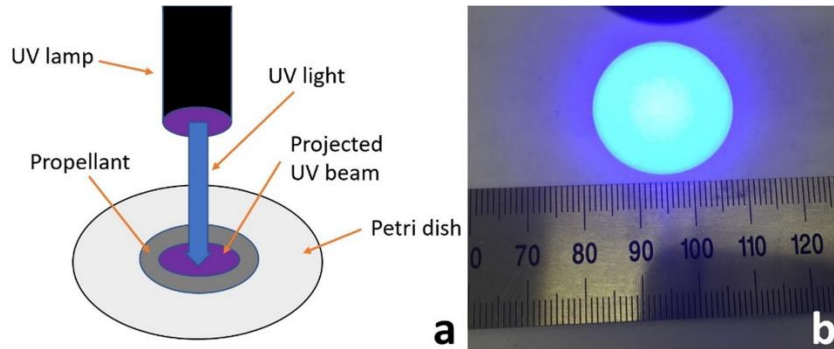 UV lamp
UV light
Propellant
Projected
UV beam
Petri dish
a
0 70 80 90 100 110 120
b